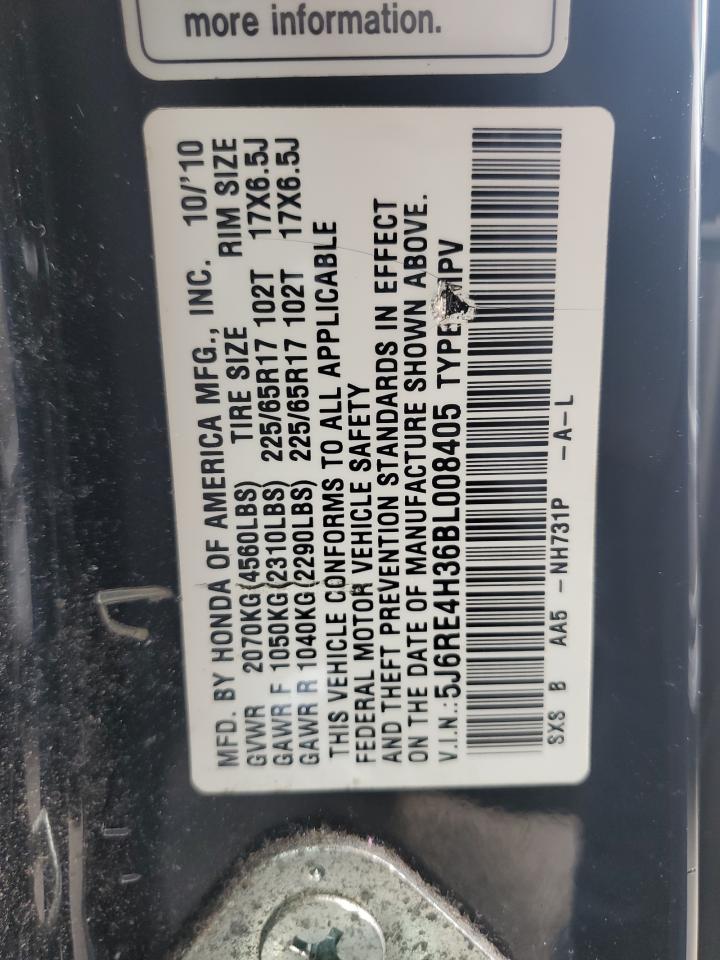 more information.
MFD. BY HONDA OF AMERICA MFG., INC. 10/'10
GVWR 2070KG(4560LBS) TIRE SIZE RIM SIZE
GAWR F 1050KG(2310LBS) 225/65R17 102T 17X6.5J
GAWR R 1040KG(2290LBS) 225/65R17 102T 17X6.5J
THIS VEHICLE CONFORMS TO ALL APPLICABLE
FEDERAL MOTOR VEHICLE SAFETY
AND THEFT PREVENTION STANDARDS IN EFFECT
ON THE DATE OF MANUFACTURE SHOWN ABOVE.
V.I.N.:5J6RE4H36BL008405 TYPE
SXS B AA5 -NH731P -A-L